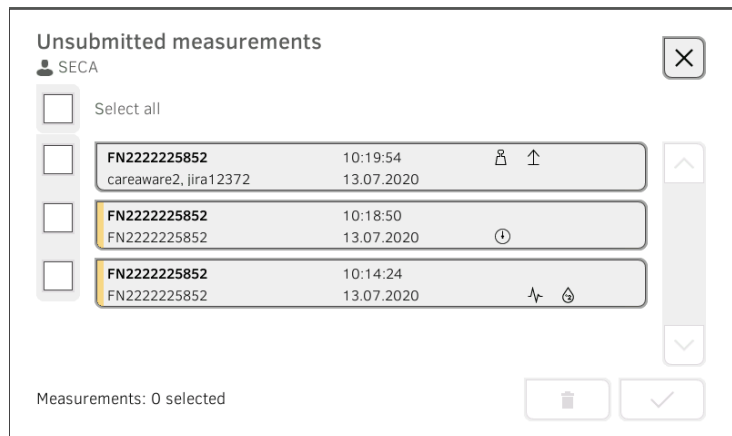 Unsubmitted measurements
SECA
Select all
FN2222225852 10:19:54
careaware2, jira12372 13.07.2020
FN2222225852 10:18:50
FN2222225852 13.07.2020
FN2222225852 10:14:24
FN2222225852 13.07.2020
Measurements: 0 selected